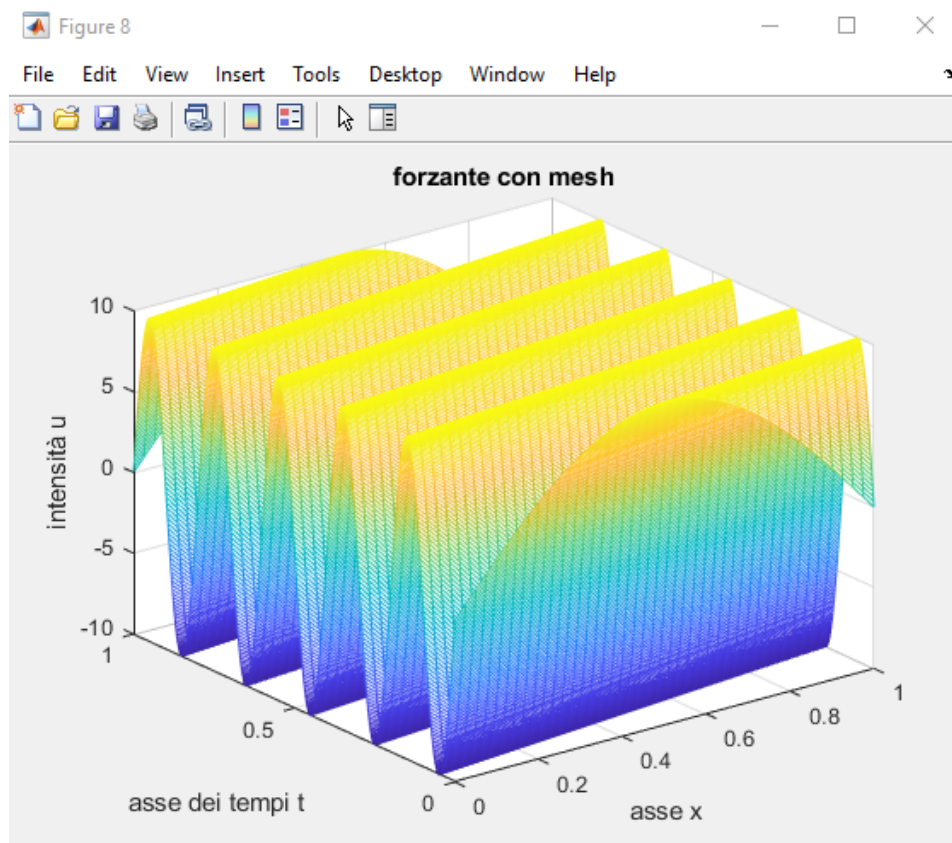 Figure 8
File Edit View Insert Tools Desktop Window Help
forzante con mesh
10
5
0
-5
-10
intensità u
1
0.5
0
asse dei tempi t
0
0.2
0.4
0.6
0.8
1
asse x